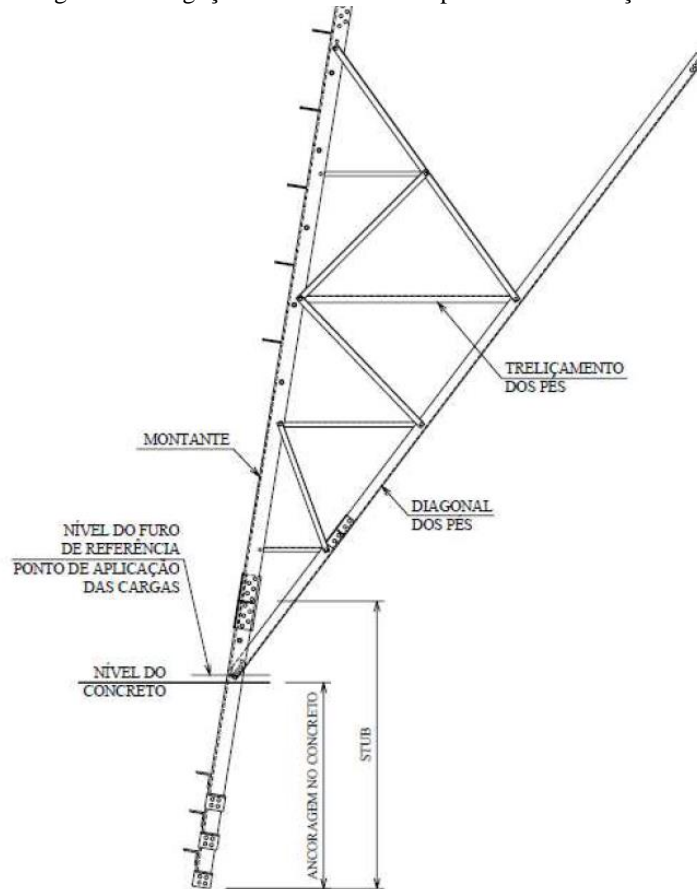 TRELIÇAMENTO
DOS PÉS
MONTANTE
DIAGONAL
DOS PÉS
NÍVEL DO FURO
DE REFERÊNCIA
PONTO DE APLICAÇÃO
DAS CARGAS
NÍVEL DO
CONCRETO
ANCORAGEM NO CONCRETO
STUB